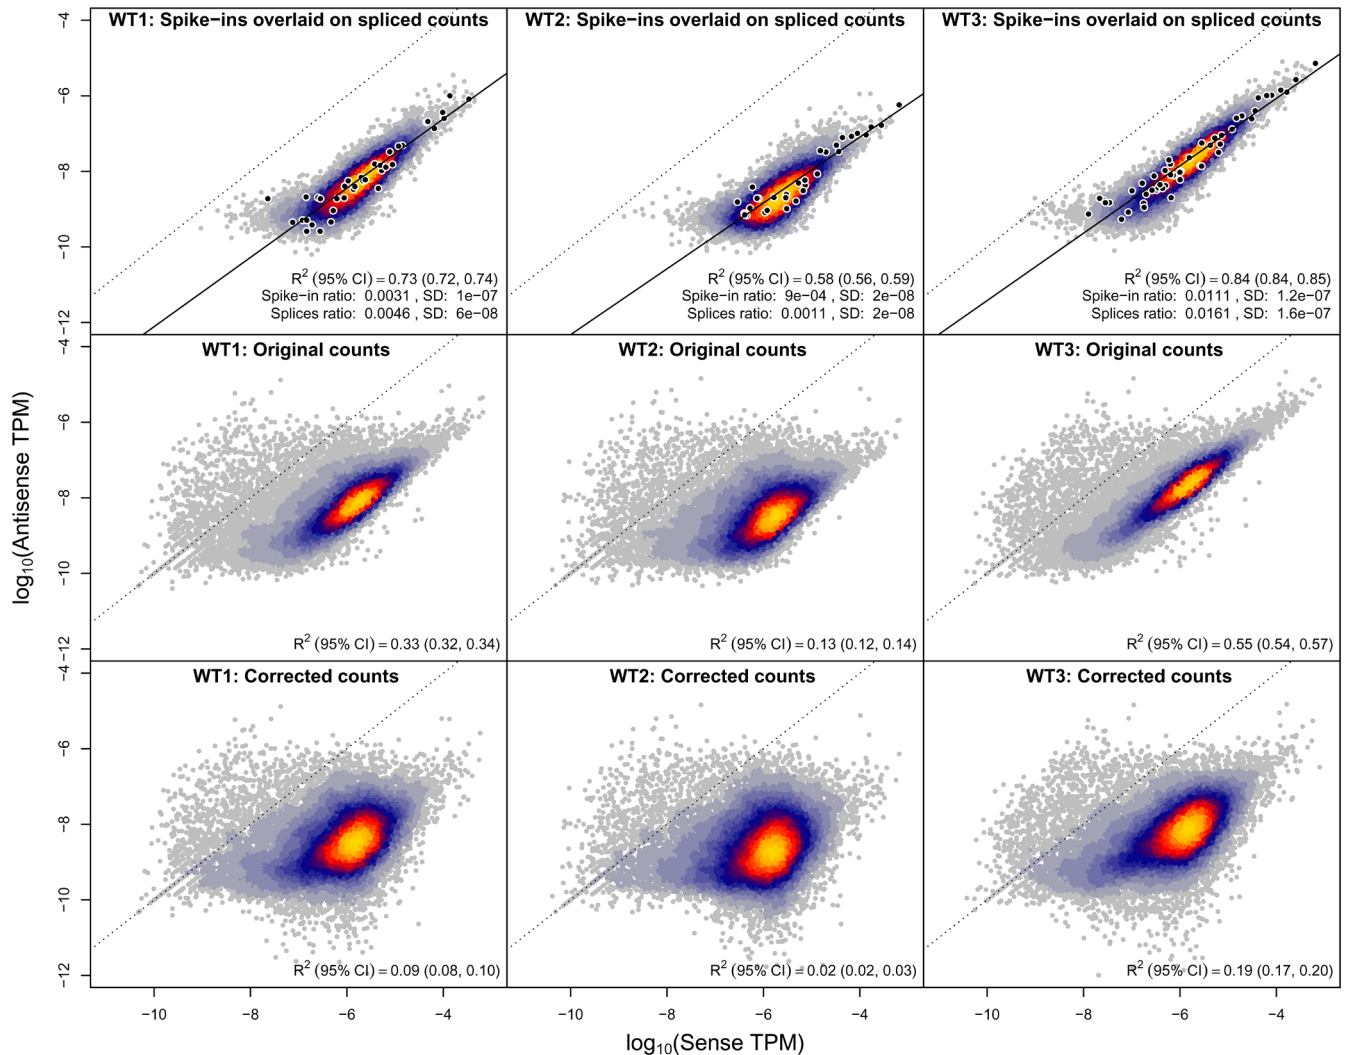 WT1: Spike−ins overlaid on spliced counts
WT2: Spike−ins overlaid on spliced counts
WT3: Spike−ins overlaid on spliced counts
−4
−6
−8
−10
−12
R² (95% CI) = 0.73 (0.72, 0.74)
Spike−in ratio: 0.0031 , SD: 1e−07
Splices ratio: 0.0046 , SD: 6e−08
R² (95% CI) = 0.58 (0.56, 0.59)
Spike−in ratio: 9e−04 , SD: 2e−08
Splices ratio: 0.0011 , SD: 2e−08
R² (95% CI) = 0.84 (0.84, 0.85)
Spike−in ratio: 0.0111 , SD: 1.2e−07
Splices ratio: 0.0161 , SD: 1.6e−07
WT1: Original counts
WT2: Original counts
WT3: Original counts
−4
−6
−8
−10
−12
log₁₀(Antisense TPM)
R² (95% CI) = 0.33 (0.32, 0.34)
R² (95% CI) = 0.13 (0.12, 0.14)
R² (95% CI) = 0.55 (0.54, 0.57)
WT1: Corrected counts
WT2: Corrected counts
WT3: Corrected counts
−4
−6
−8
−10
−12
R² (95% CI) = 0.09 (0.08, 0.10)
R² (95% CI) = 0.02 (0.02, 0.03)
R² (95% CI) = 0.19 (0.17, 0.20)
−10 −8 −6 −4
−10 −8 −6 −4
−10 −8 −6 −4
log₁₀(Sense TPM)